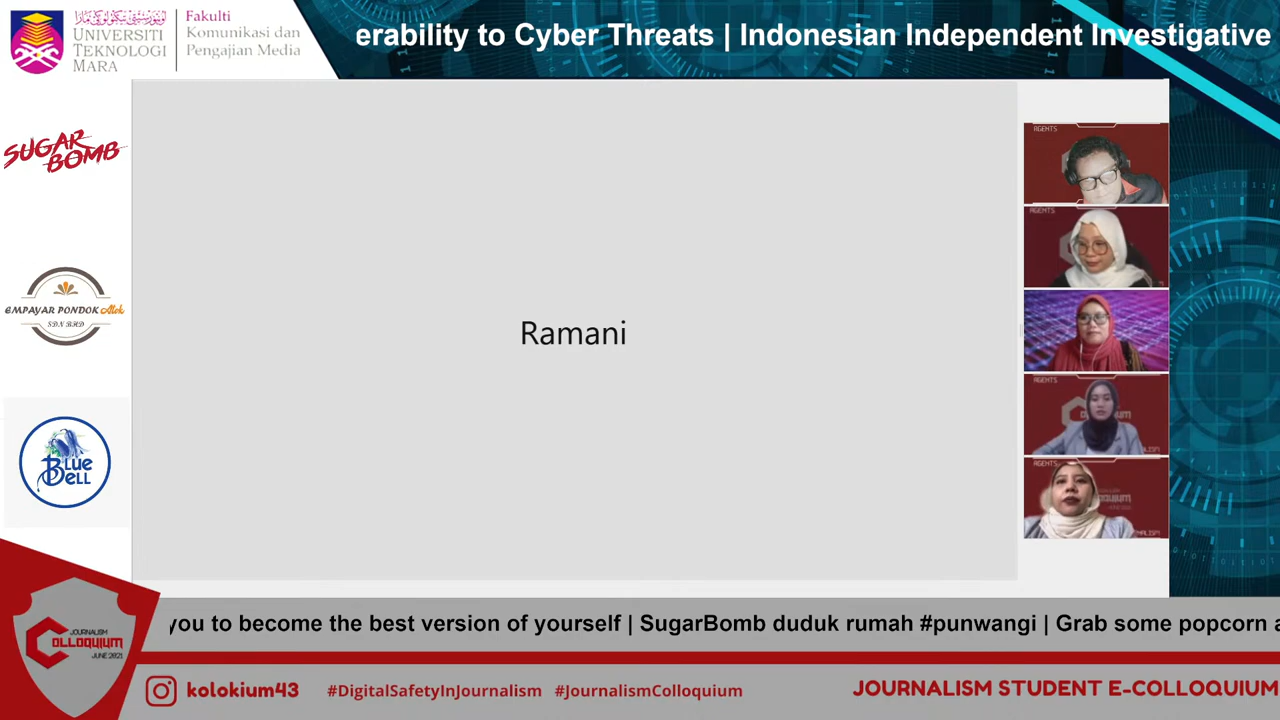 UNIVERSITI
TEKNOLOGI
MARA
Fakulti
Komunikasi dan
Pengajian Media
erability to Cyber Threats | Indonesian Independent Investigative
SUGAR
BOMB
EMPAYAR PONDOK Alok
SDN BHD
BLUE
BELL
Ramani
AGENTS
AGENTS
AGENTS
AGENTS
you to become the best version of yourself | SugarBomb duduk rumah #punwangi | Grab some popcorn a
JOURNALISM
COLLOQUIUM
JUNE 2021
kolokium43
#DigitalSafetyInJournalism #JournalismColloquium
JOURNALISM STUDENT E-COLLOQUIUM